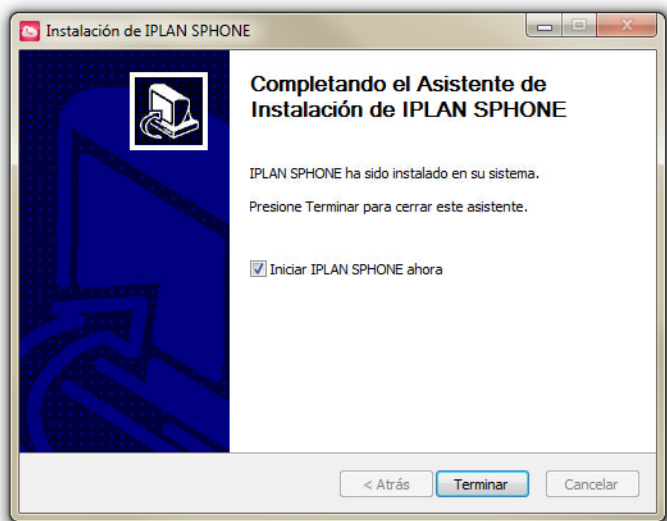 Instalación de IPLAN SPHONE
Completando el Asistente de
Instalación de IPLAN SPHONE
IPLAN SPHONE ha sido instalado en su sistema.
Presione Terminar para cerrar este asistente.
Iniciar IPLAN SPHONE ahora
< Atrás
Terminar
Cancelar